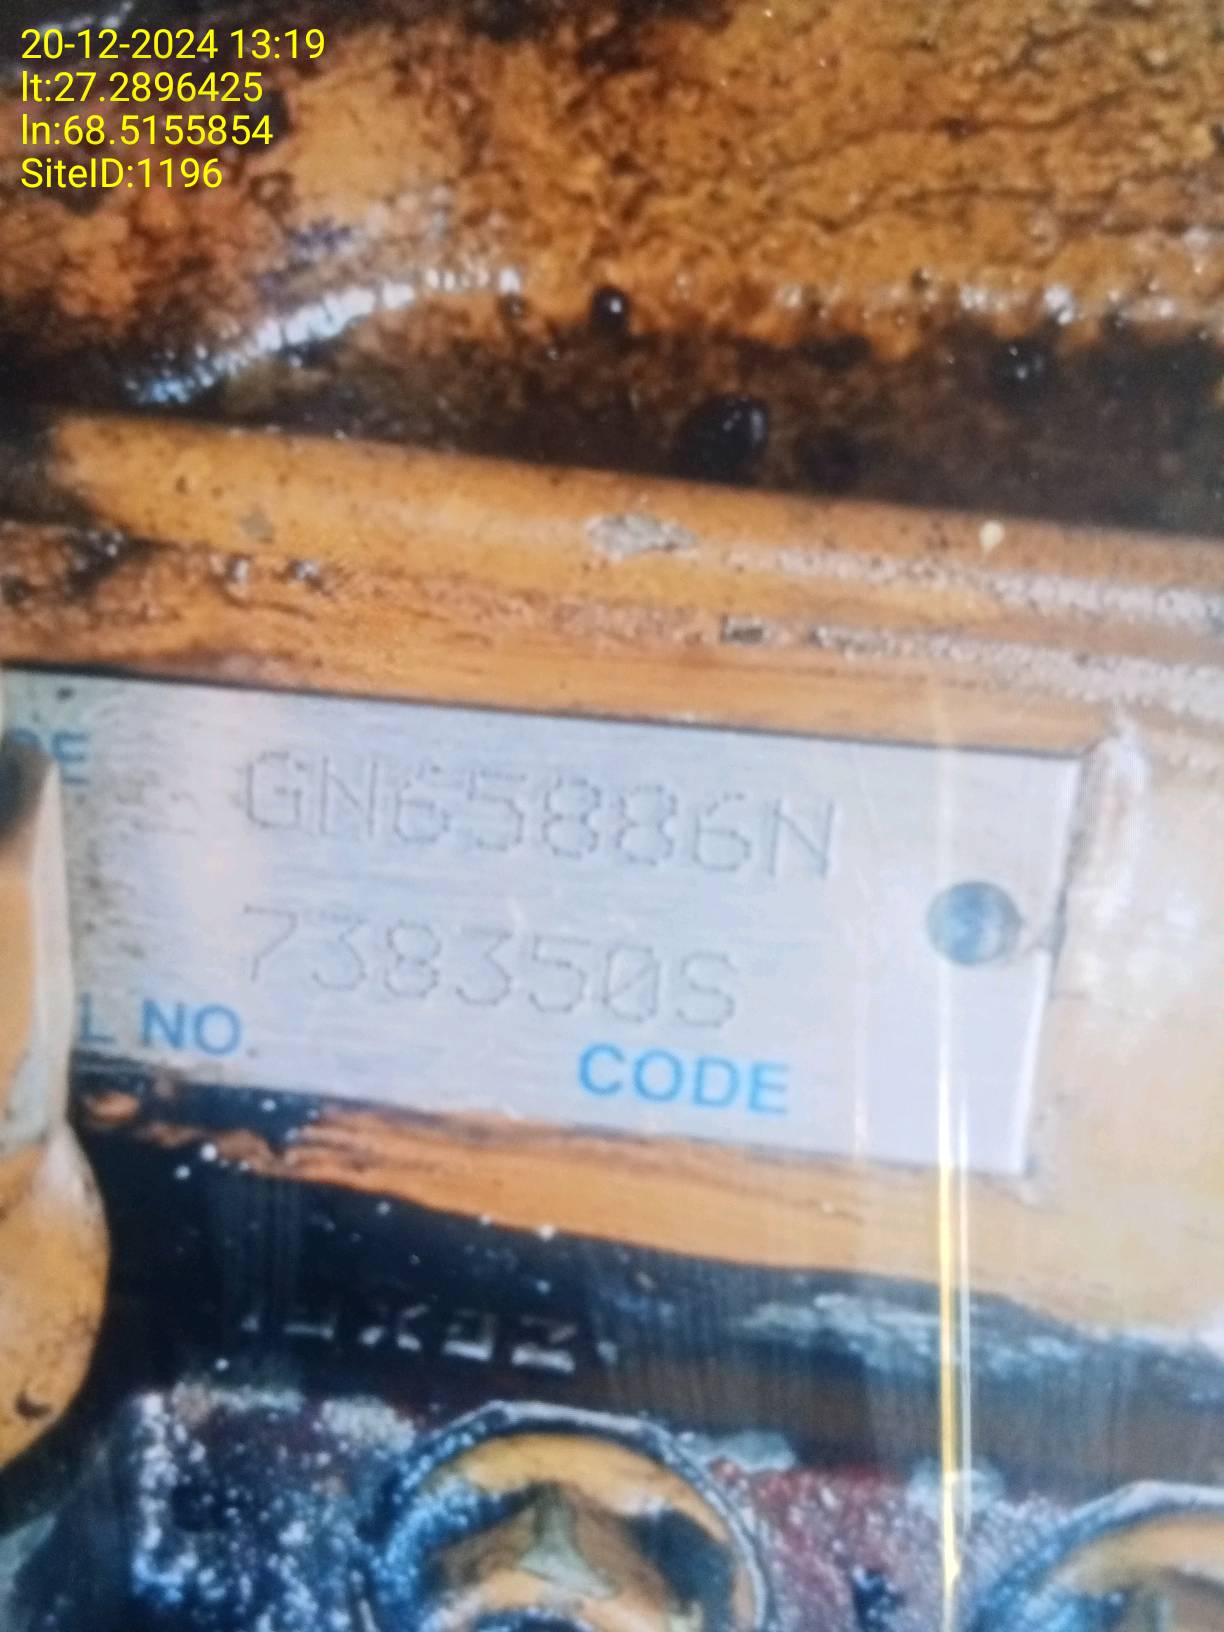 20-12-2024 13:19
lt:27.2896425
ln:68.5155854
SiteID:1196
GN65886N
738350S
L NO.
CODE